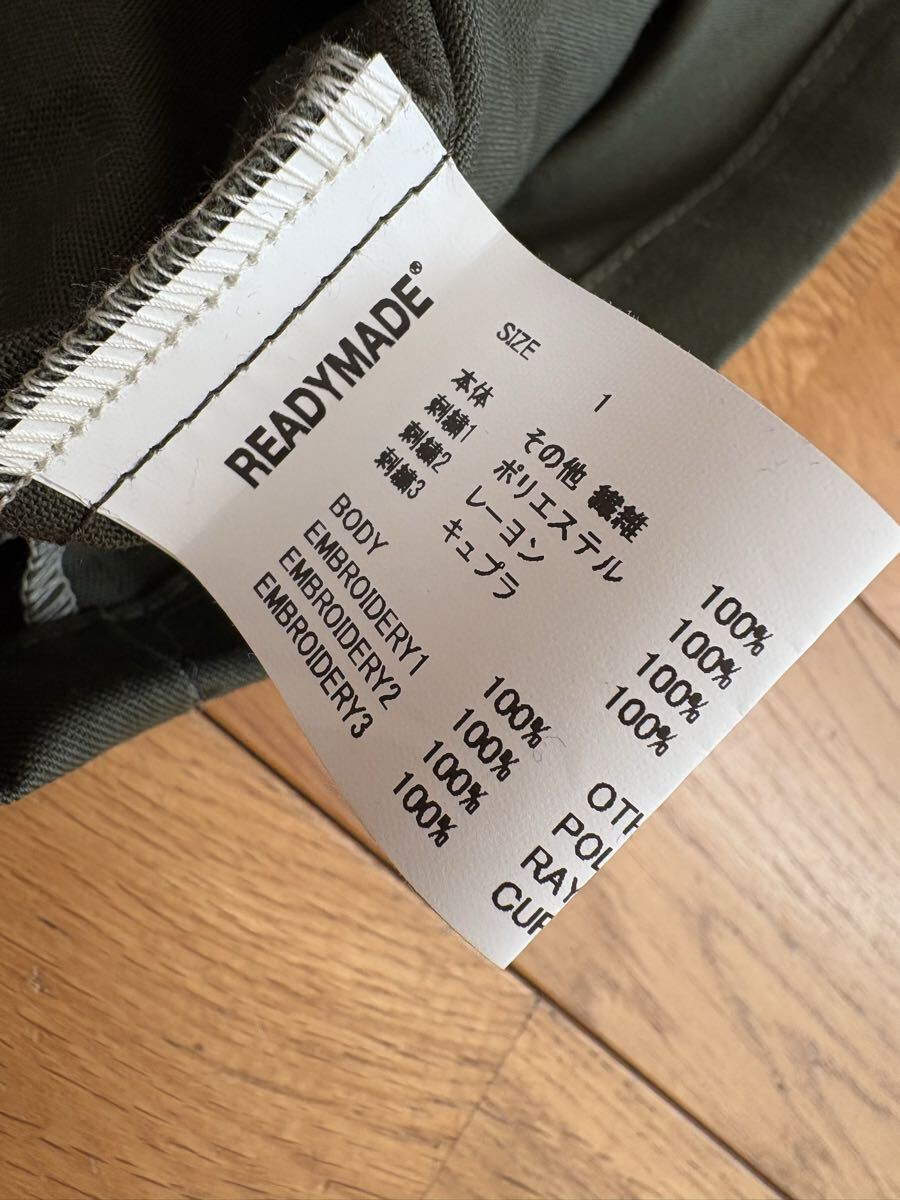 READYMADE®
SIZE 1
本体 その他 繊維 100%
刺繍1 ポリエステル 100%
刺繍2 レーヨン 100%
刺繍3 キュプラ 100%
BODY 100% OTH
EMBROIDERY1 100% POL
EMBROIDERY2 100% RAY
EMBROIDERY3 100% CUP